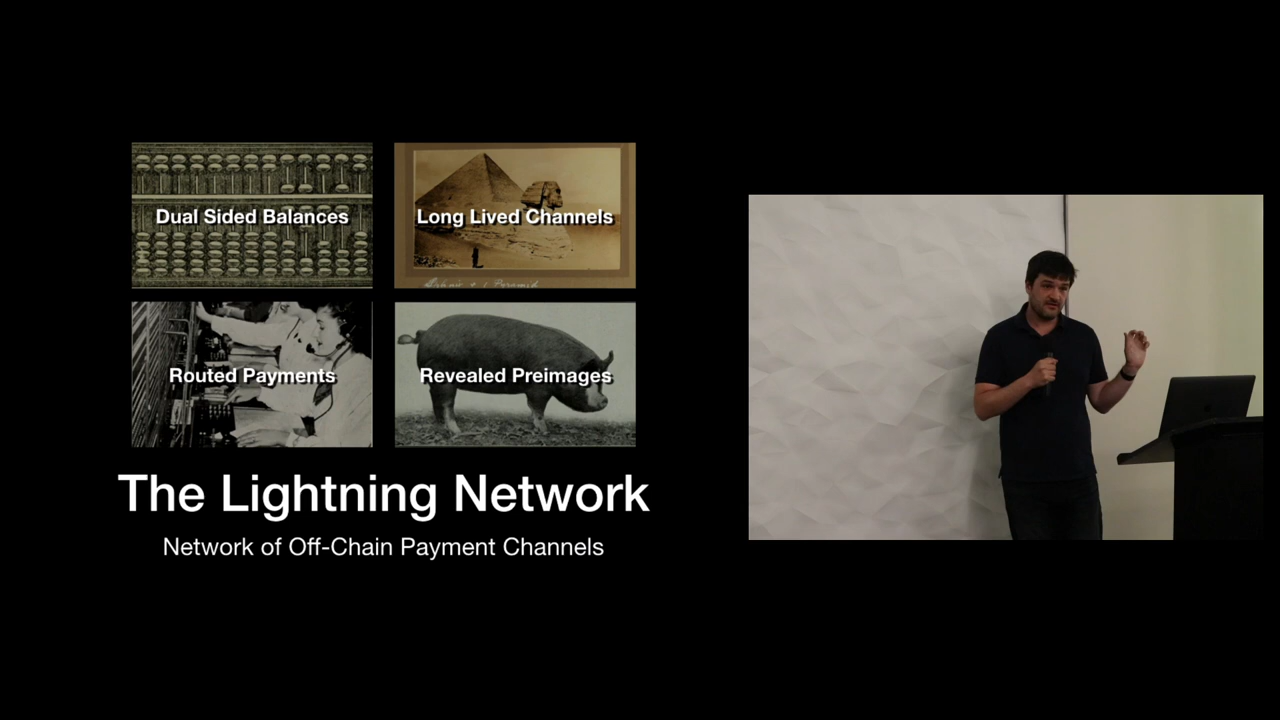 Dual Sided Balances
Long Lived Channels
Routed Payments
Revealed Preimages
The Lightning Network
Network of Off-Chain Payment Channels